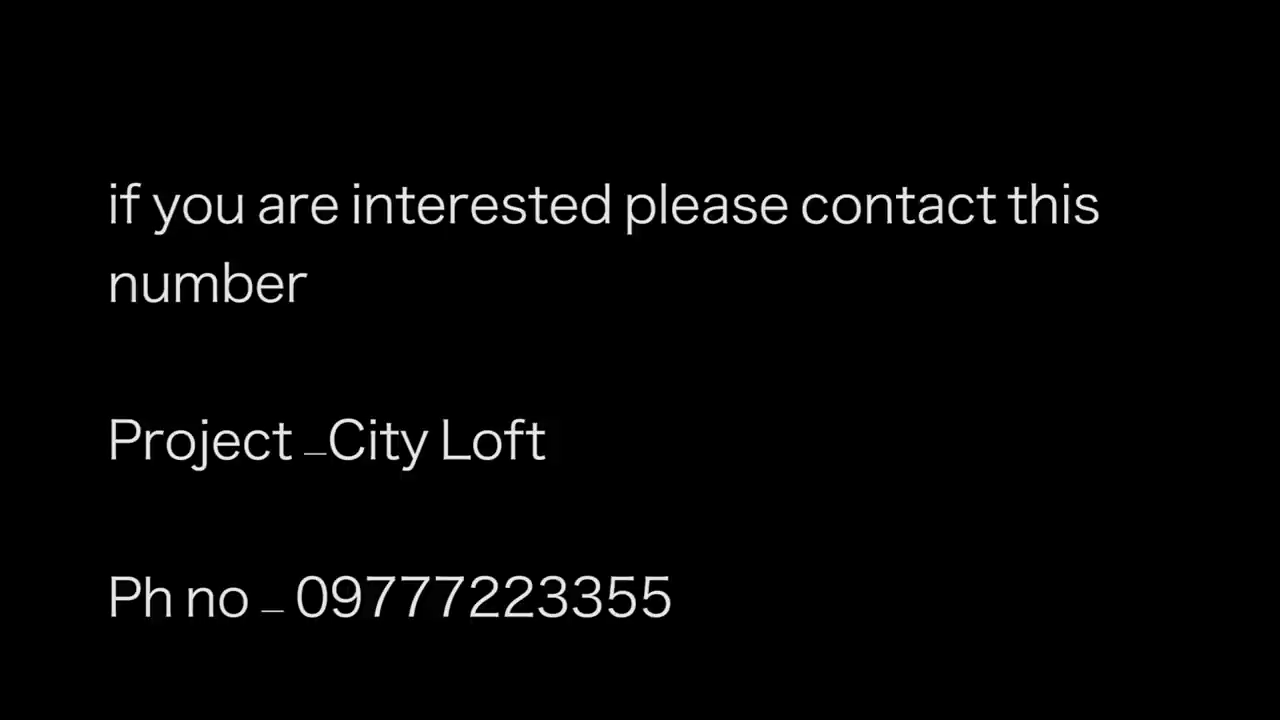 if you are interested please contact this
number
Project _City Loft
Ph no _ 09777223355